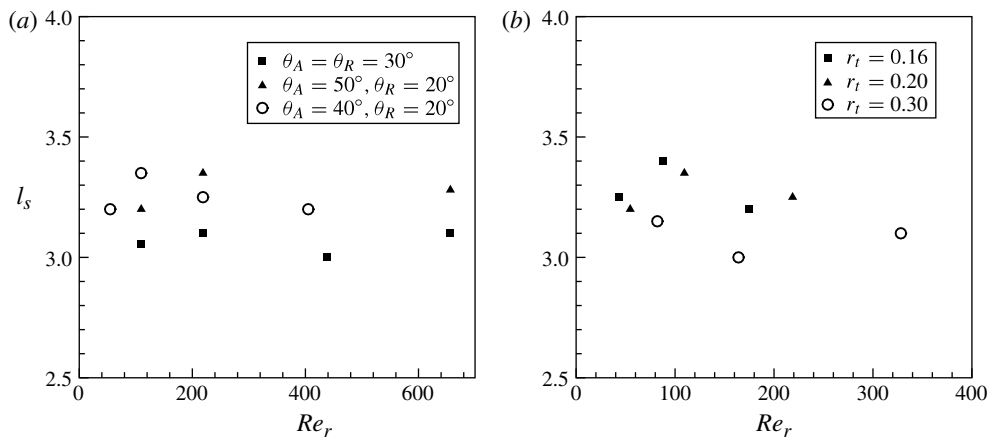 (a)
4.0
3.5
3.0
2.5
l_s
θ_A = θ_R = 30°
θ_A = 50°, θ_R = 20°
θ_A = 40°, θ_R = 20°
0 200 400 600
Re_r
(b)
4.0
3.5
3.0
2.5
r_t = 0.16
r_t = 0.20
r_t = 0.30
0 100 200 300 400
Re_r